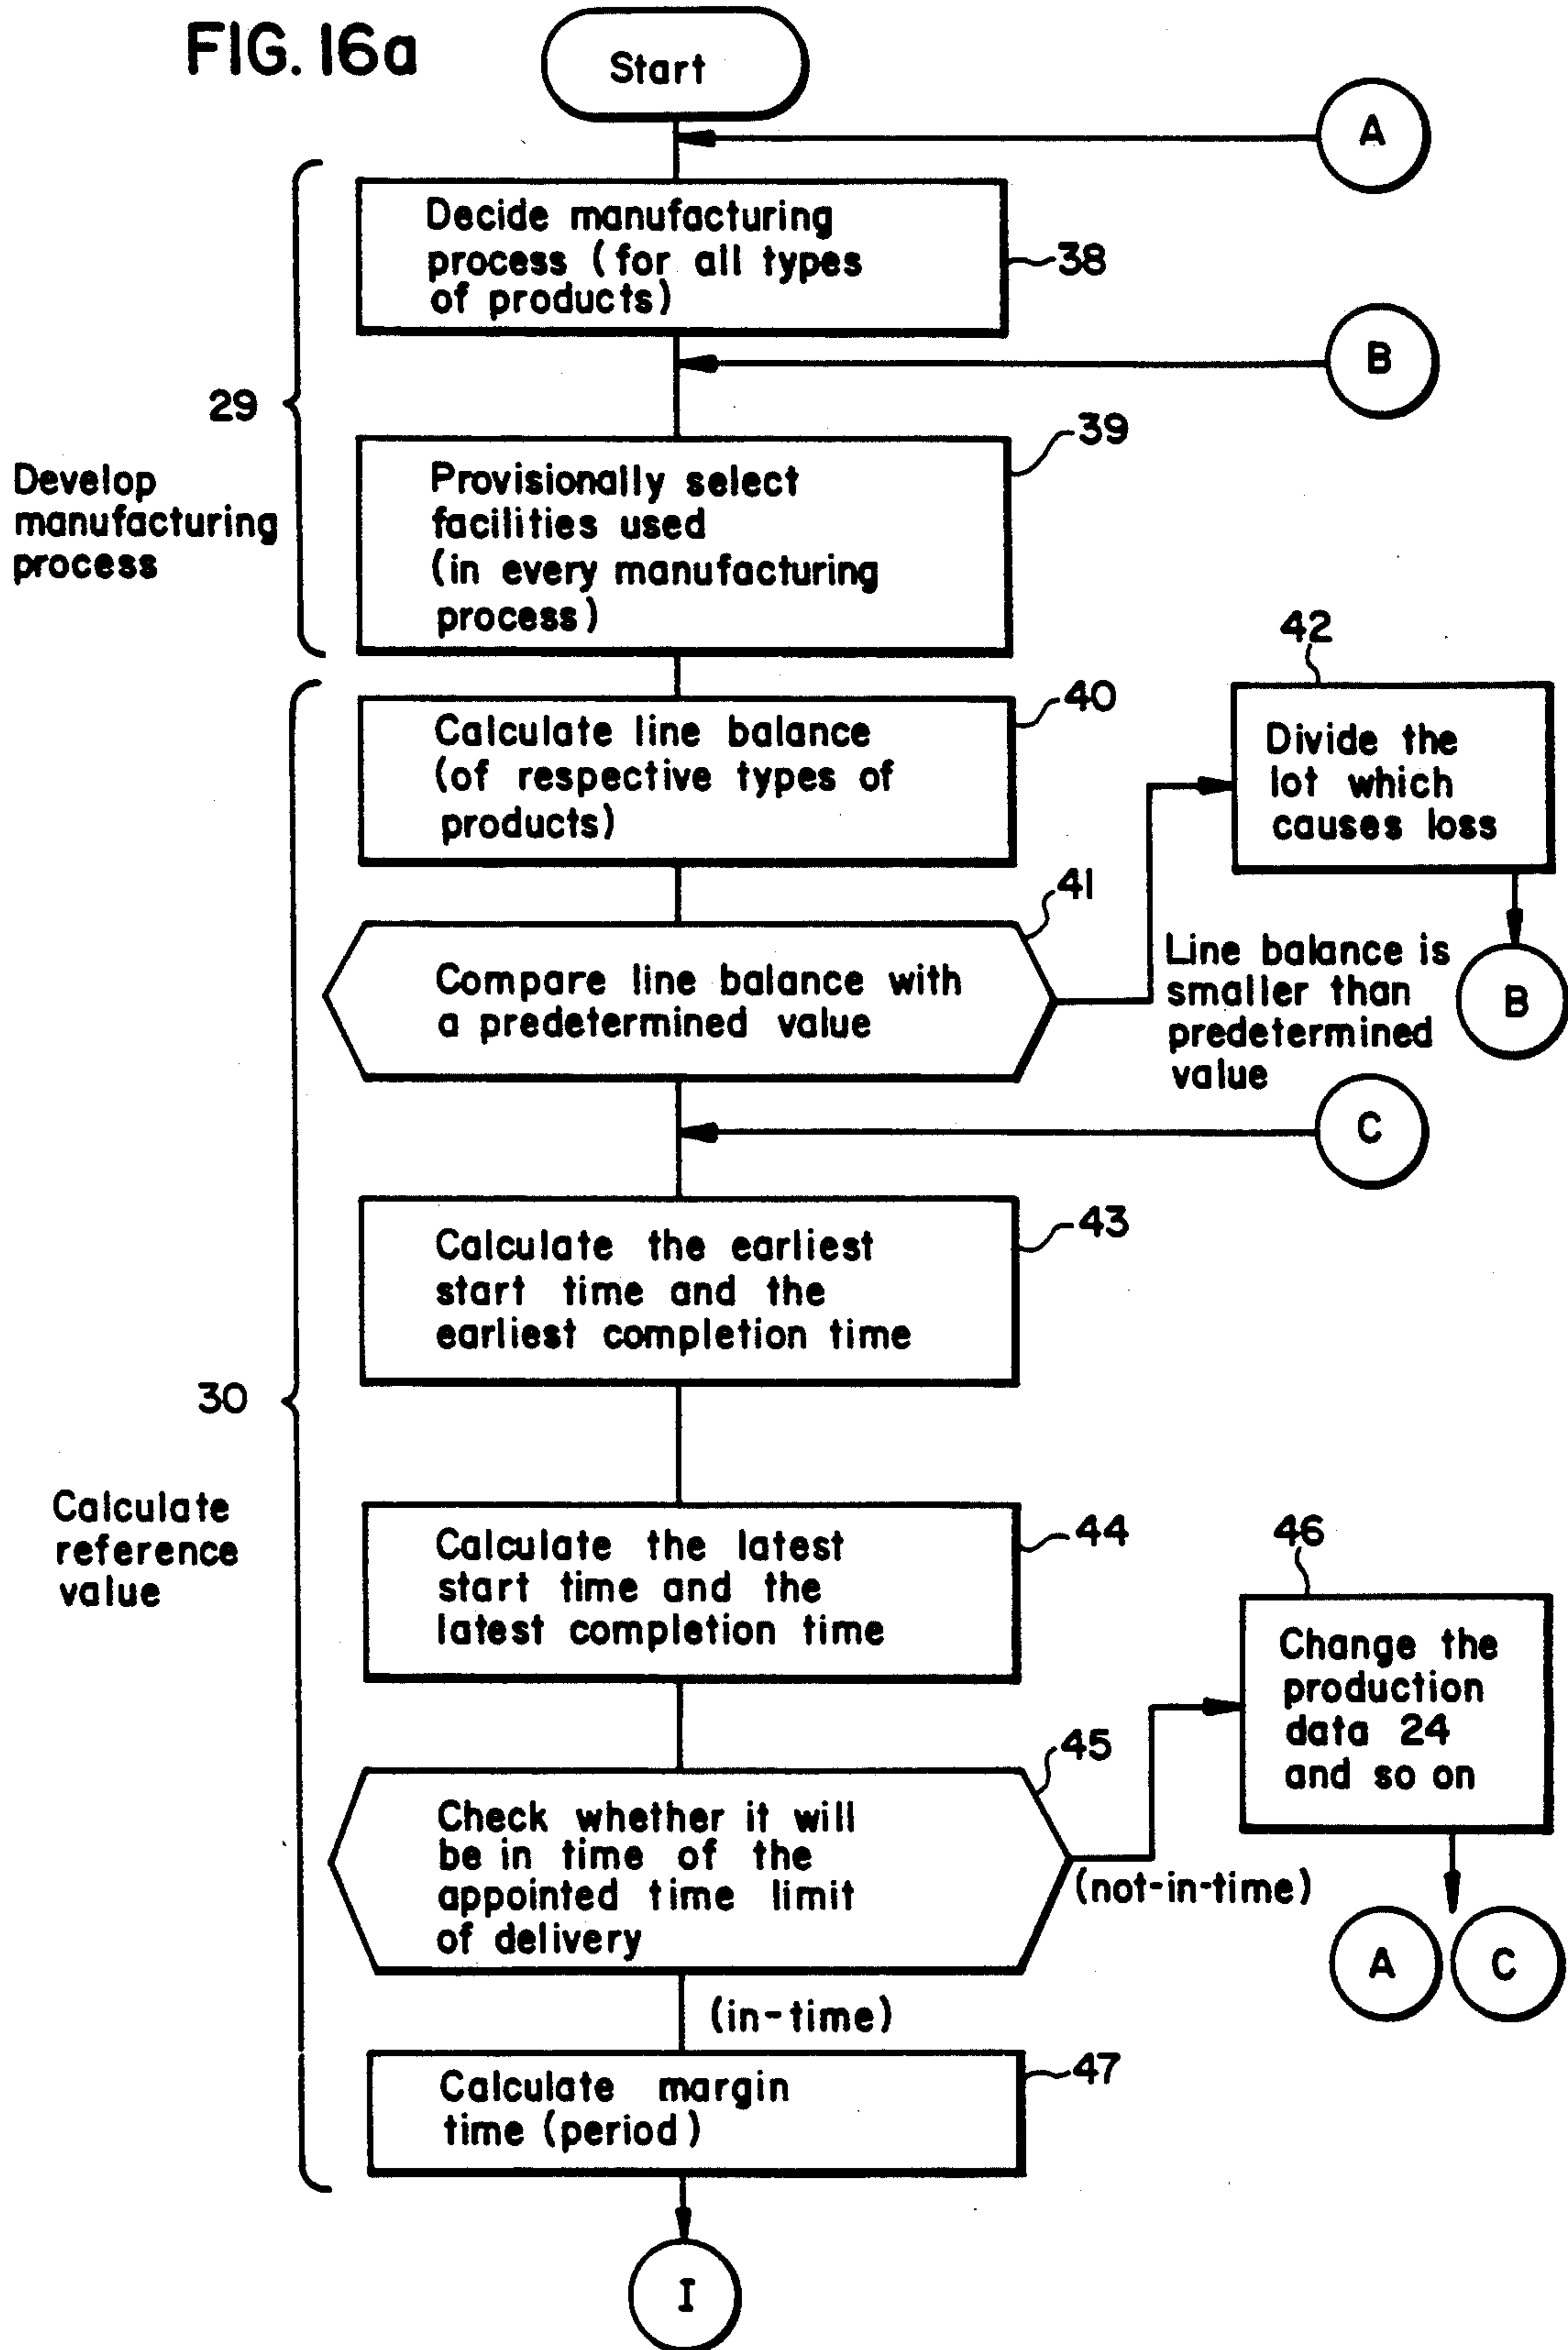 FIG. 16a
Start
A
Decide manufacturing
process (for all types
of products)
38
B
29
Develop
manufacturing
process
39
Provisionally select
facilities used
(in every manufacturing
process)
40
Calculate line balance
(of respective types of
products)
42
Divide the
lot which
causes loss
41
Compare line balance with
a predetermined value
Line balance is
smaller than
predetermined
value
B
C
43
Calculate the earliest
start time and the
earliest completion time
30
Calculate
reference
value
44
Calculate the latest
start time and the
latest completion time
46
Change the
production
data 24
and so on
45
Check whether it will
be in time of the
appointed time limit
of delivery
(not-in-time)
A
C
(in-time)
47
Calculate margin
time (period)
I